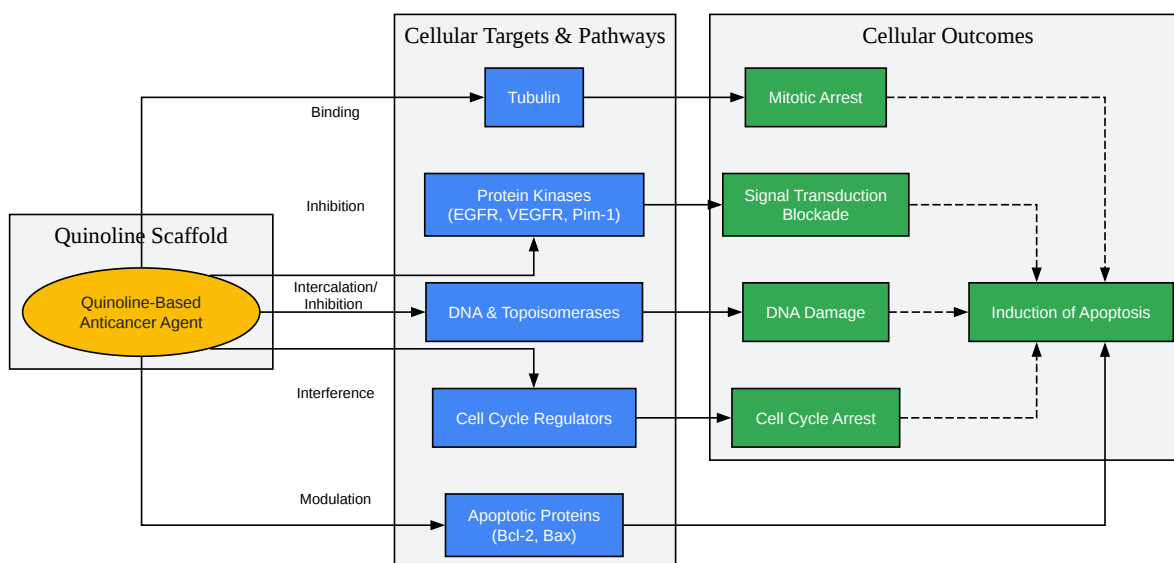 Cellular Targets & Pathways
Cellular Outcomes
Tubulin
Mitotic Arrest
Binding
Protein Kinases
(EGFR, VEGFR, Pim-1)
Signal Transduction
Blockade
Inhibition
Quinoline Scaffold
Quinoline-Based
Anticancer Agent
Intercalation/
Inhibition
DNA & Topoisomerases
DNA Damage
Induction of Apoptosis
Interference
Cell Cycle Regulators
Cell Cycle Arrest
Modulation
Apoptotic Proteins
(Bcl-2, Bax)